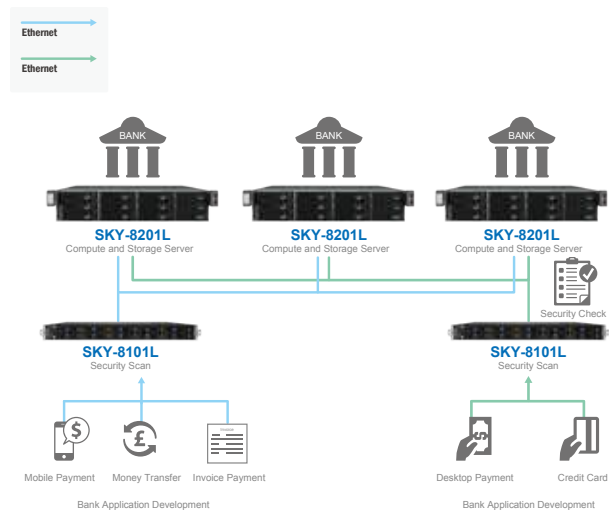 Ethernet
Ethernet
BANK
BANK
BANK
SKY-8201L
SKY-8201L
SKY-8201L
Compute and Storage Server
Compute and Storage Server
Compute and Storage Server
Security Check
SKY-8101L
SKY-8101L
Security Scan
Security Scan
Mobile Payment
Money Transfer
Invoice Payment
Desktop Payment
Credit Card
Bank Application Development
Bank Application Development